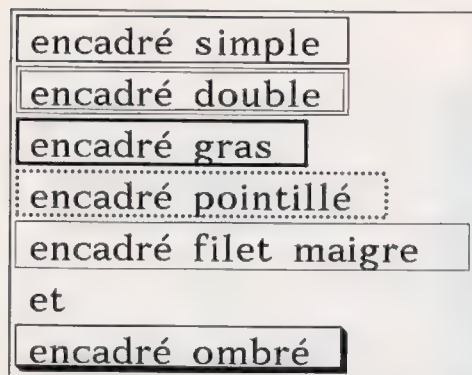 encadré simple
encadré double
encadré gras
encadré pointillé
encadré filet maigre
et
encadré ombré